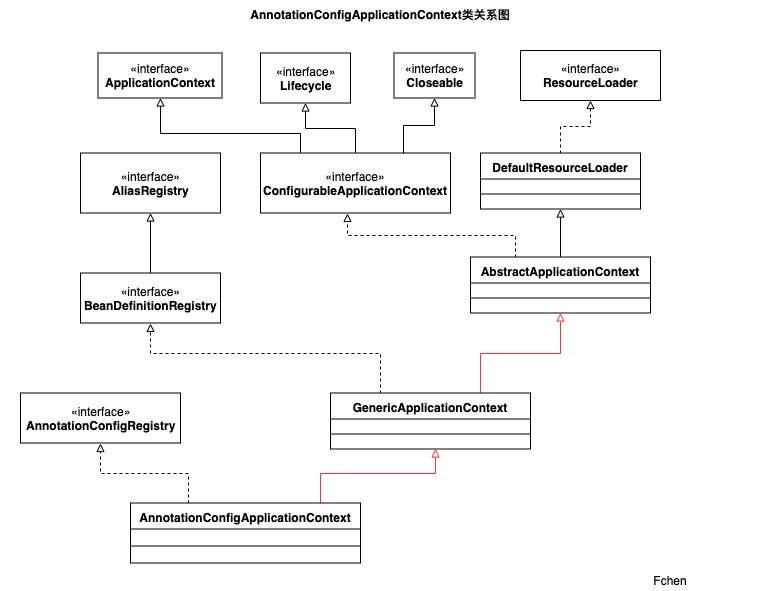 AnnotationConfigApplicationContext类关系图
«interface»
ApplicationContext
«interface»
Lifecycle
«interface»
Closeable
«interface»
ResourceLoader
«interface»
AliasRegistry
«interface»
ConfigurableApplicationContext
DefaultResourceLoader
«interface»
BeanDefinitionRegistry
AbstractApplicationContext
«interface»
AnnotationConfigRegistry
GenericApplicationContext
AnnotationConfigApplicationContext
Fchen